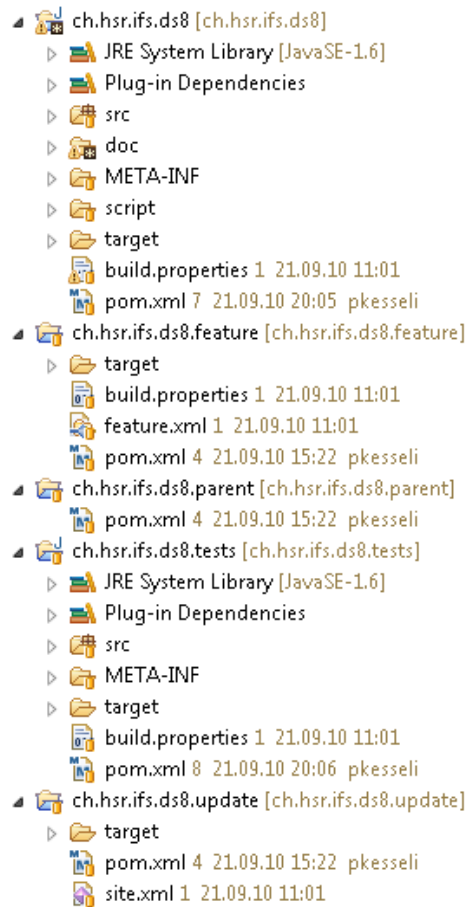 ch.hsr.ifs.ds8 [ch.hsr.ifs.ds8]
JRE System Library [JavaSE-1.6]
Plug-in Dependencies
src
doc
META-INF
script
target
build.properties 1 21.09.10 11:01
pom.xml 7 21.09.10 20:05 pkesseli
ch.hsr.ifs.ds8.feature [ch.hsr.ifs.ds8.feature]
target
build.properties 1 21.09.10 11:01
feature.xml 1 21.09.10 11:01
pom.xml 4 21.09.10 15:22 pkesseli
ch.hsr.ifs.ds8.parent [ch.hsr.ifs.ds8.parent]
pom.xml 4 21.09.10 15:22 pkesseli
ch.hsr.ifs.ds8.tests [ch.hsr.ifs.ds8.tests]
JRE System Library [JavaSE-1.6]
Plug-in Dependencies
src
META-INF
target
build.properties 1 21.09.10 11:01
pom.xml 8 21.09.10 20:06 pkesseli
ch.hsr.ifs.ds8.update [ch.hsr.ifs.ds8.update]
target
pom.xml 4 21.09.10 15:22 pkesseli
site.xml 1 21.09.10 11:01